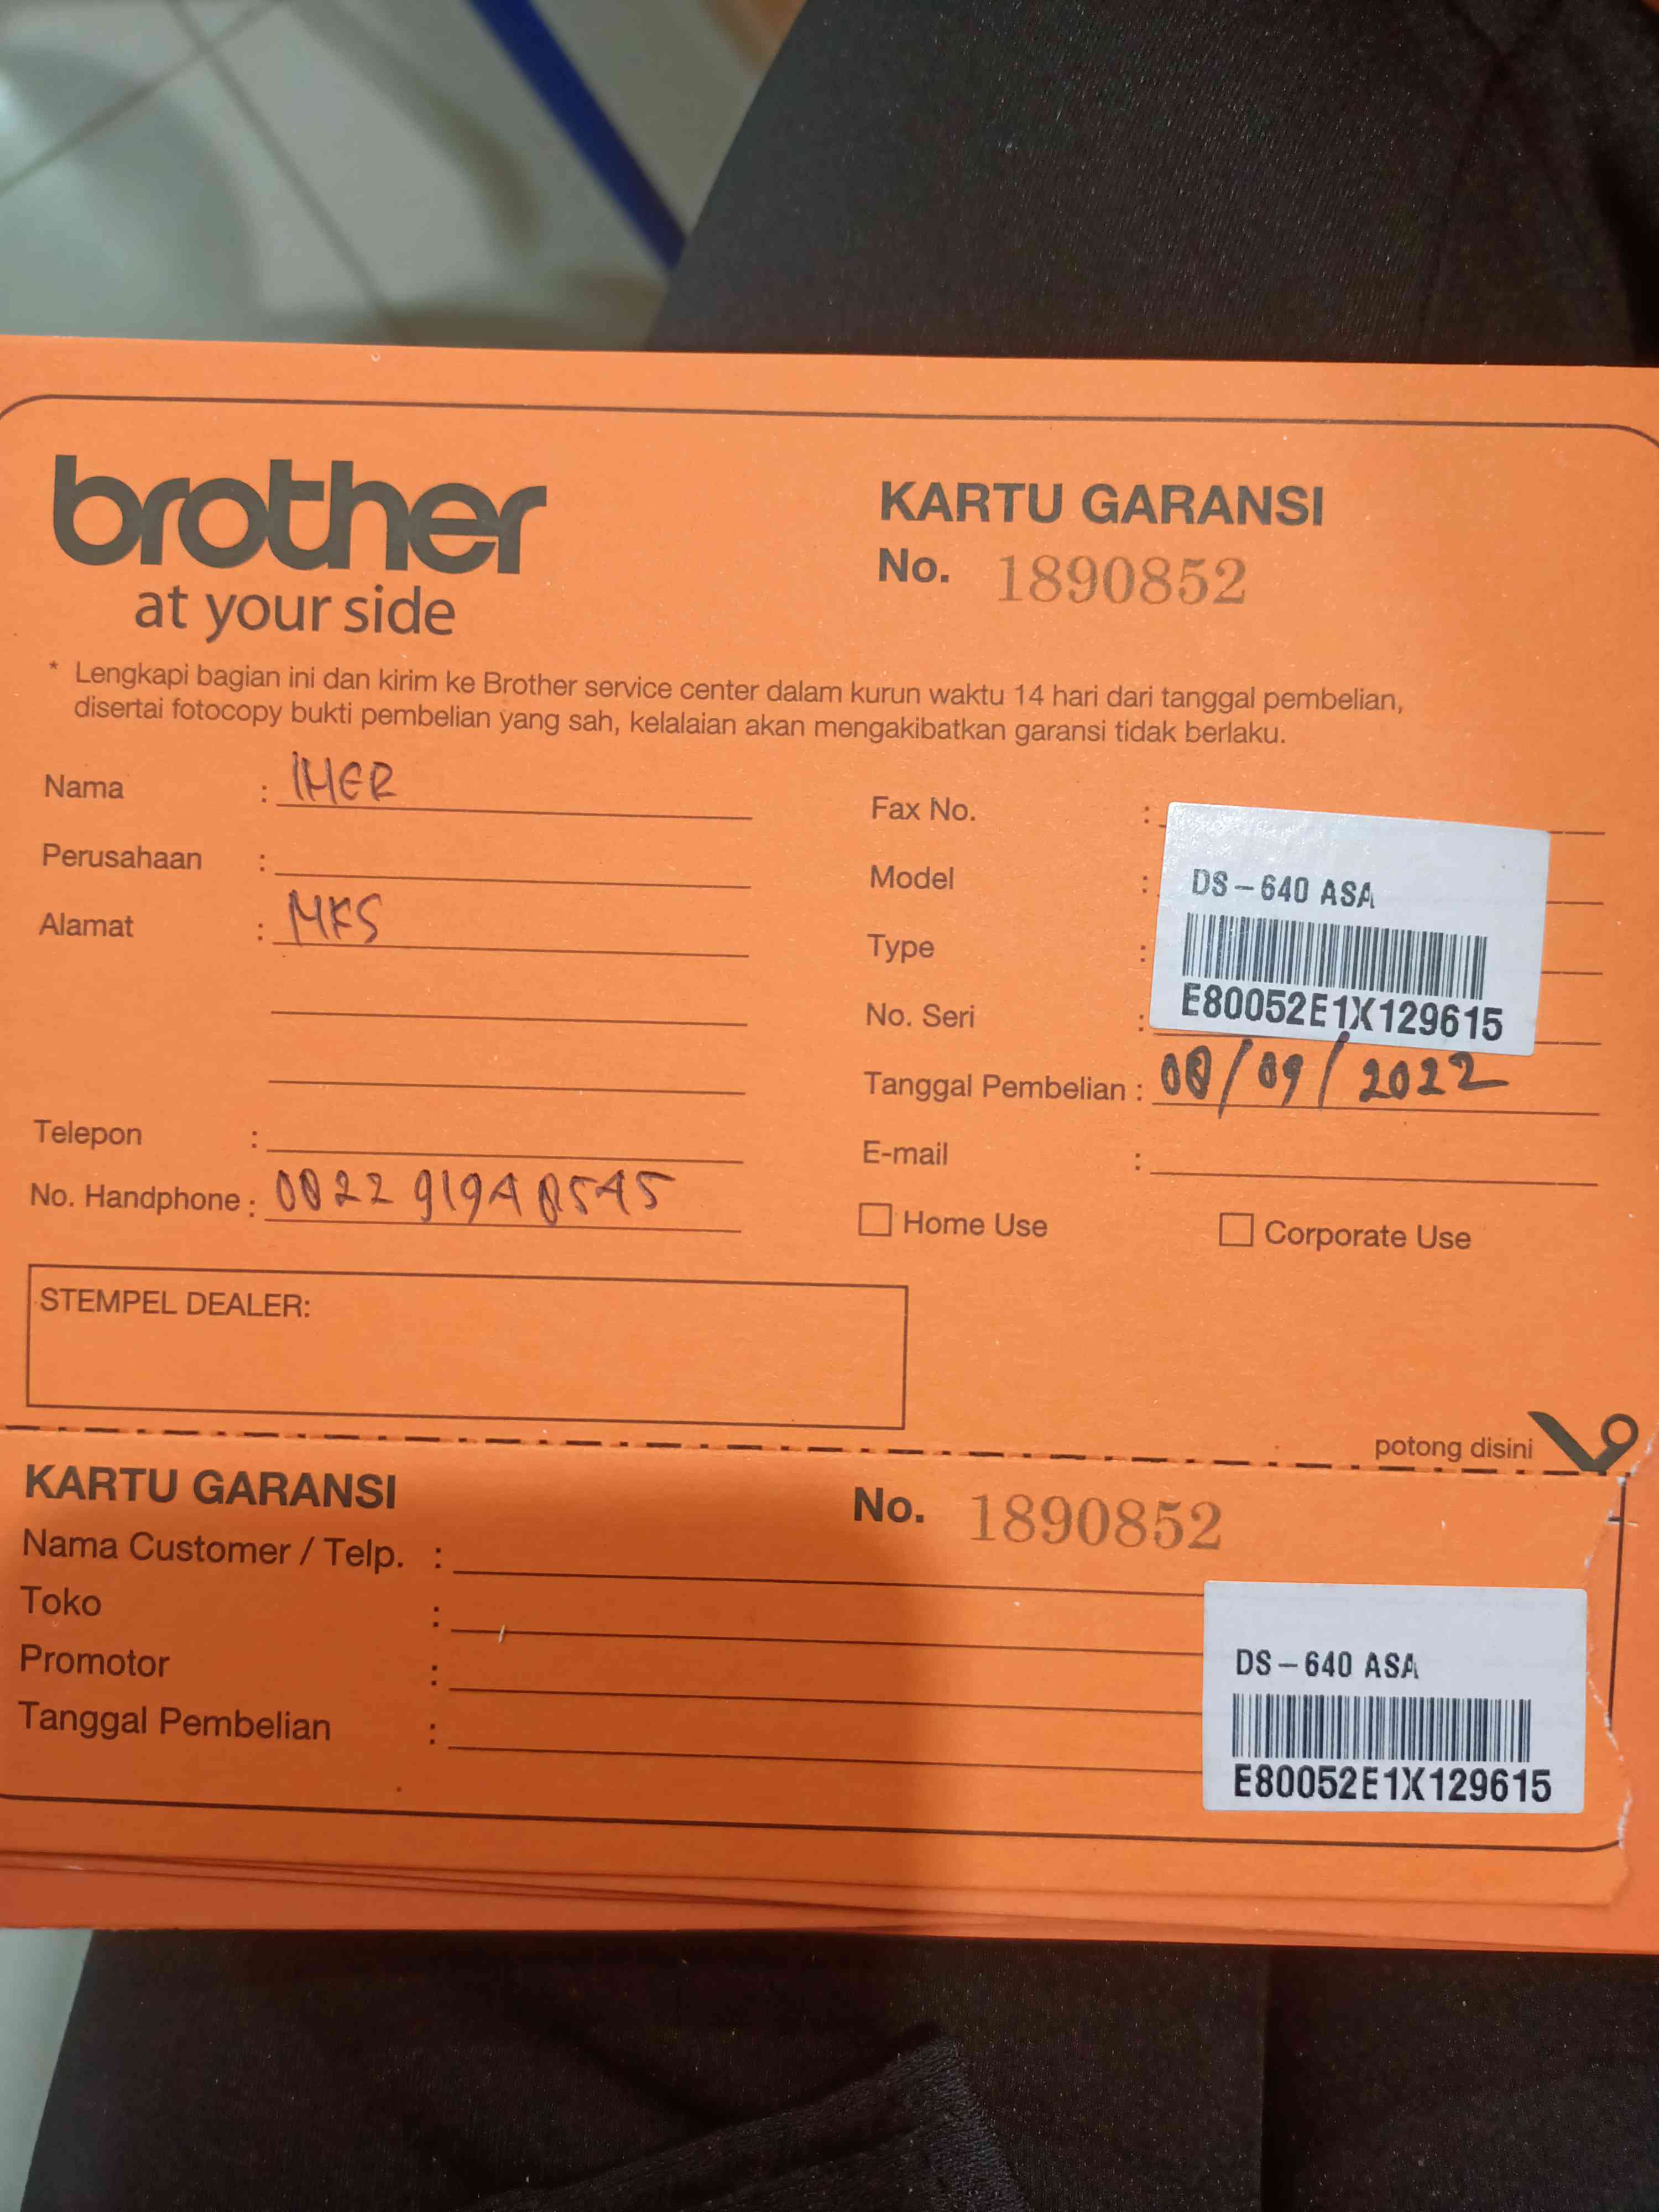 brother
at your side
KARTU GARANSI
No. 1890852
* Lengkapi bagian ini dan kirim ke Brother service center dalam kurun waktu 14 hari dari tanggal pembelian,
disertai fotocopy bukti pembelian yang sah, kelalaian akan mengakibatkan garansi tidak berlaku.
Nama : IMER
Perusahaan :
Alamat : MKS
Telepon :
No. Handphone : 0822 9194 8545
Fax No. :
Model :
Type :
No. Seri :
DS-640 ASA
E80052E1X129615
Tanggal Pembelian : 08/09/2022
E-mail :
Home Use
Corporate Use
STEMPEL DEALER:
potong disini
KARTU GARANSI
No. 1890852
Nama Customer / Telp. :
Toko :
Promotor :
Tanggal Pembelian :
DS-640 ASA
E80052E1X129615